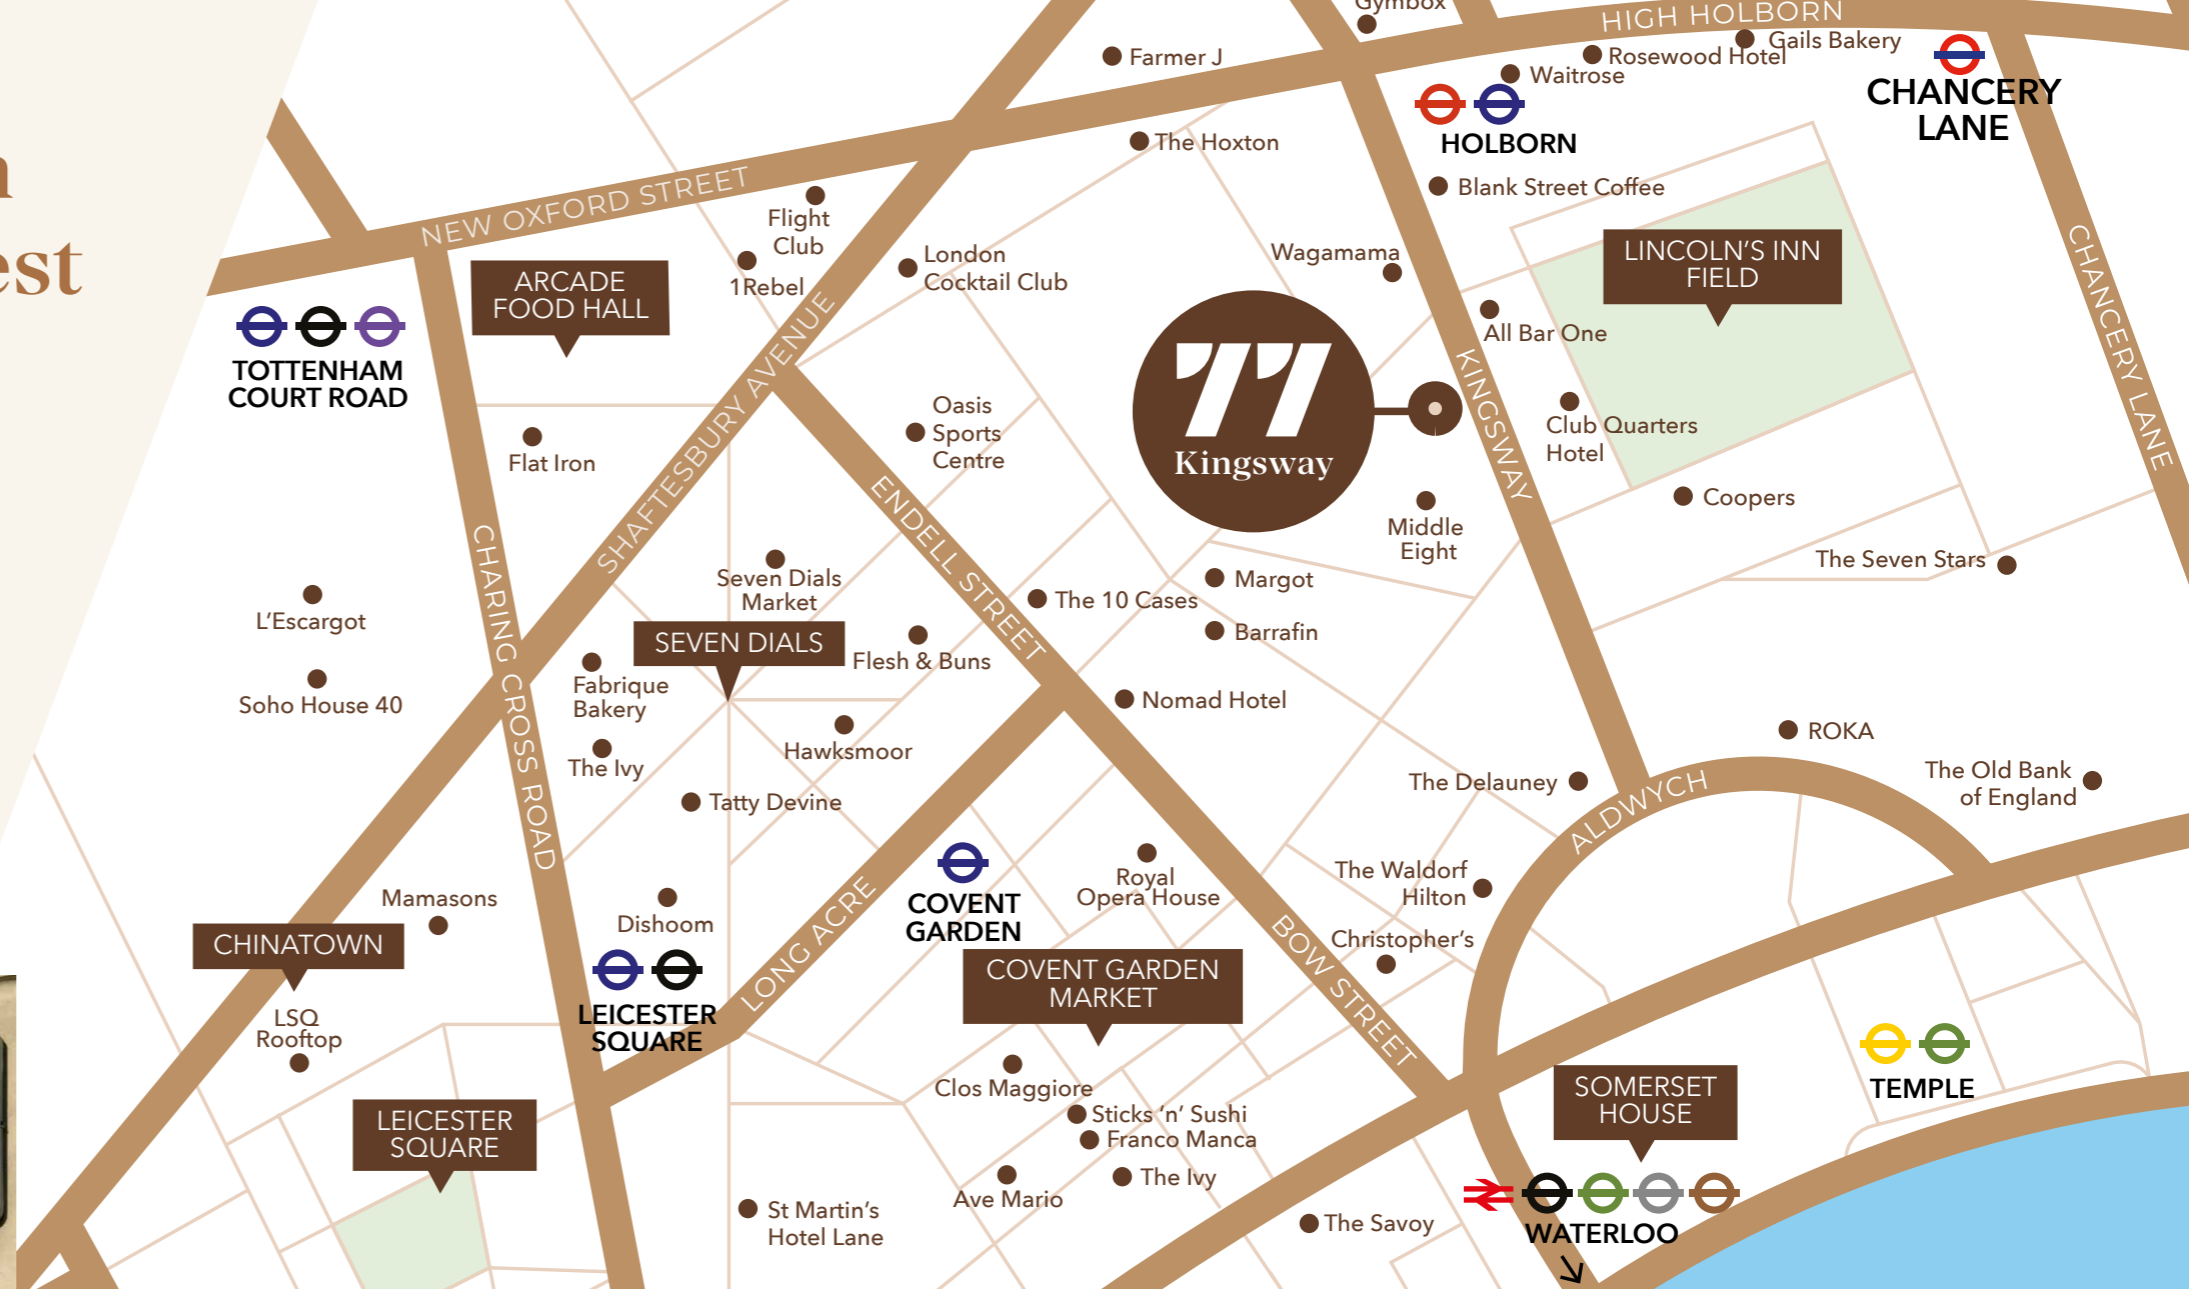 est
Gymbox
HIGH HOLBORN
Gails Bakery
Rosewood Hotel
Waitrose
Farmer J
CHANCERY
LANE
HOLBORN
The Hoxton
Blank Street Coffee
NEW OXFORD STREET
Flight
Club
1Rebel
London
Cocktail Club
Wagamama
LINCOLN'S INN
FIELD
CHANCERY LANE
ARCADE
FOOD HALL
TOTTENHAM
COURT ROAD
77
Kingsway
All Bar One
KINGSWAY
Club Quarters
Hotel
Oasis
Sports
Centre
Flat Iron
SHAFTESBURY AVENUE
ENDELL STREET
CHARING CROSS ROAD
Coopers
Middle
Eight
The Seven Stars
Seven Dials
Market
L'Escargot
Margot
The 10 Cases
Barrafin
SEVEN DIALS
Flesh & Buns
Fabrique
Bakery
Soho House 40
Nomad Hotel
Hawksmoor
The Ivy
Tatty Devine
ROKA
The Delauney
The Old Bank
of England
ALDWYCH
Royal
Opera House
The Waldorf
Hilton
COVENT
GARDEN
LONG ACRE
Mamasons
Dishoom
CHINATOWN
Christopher's
BOW STREET
COVENT GARDEN
MARKET
LEICESTER
SQUARE
LSQ
Rooftop
Clos Maggiore
Sticks 'n' Sushi
Franco Manca
TEMPLE
SOMERSET
HOUSE
LEICESTER
SQUARE
The Ivy
Ave Mario
St Martin's
Hotel Lane
The Savoy
WATERLOO